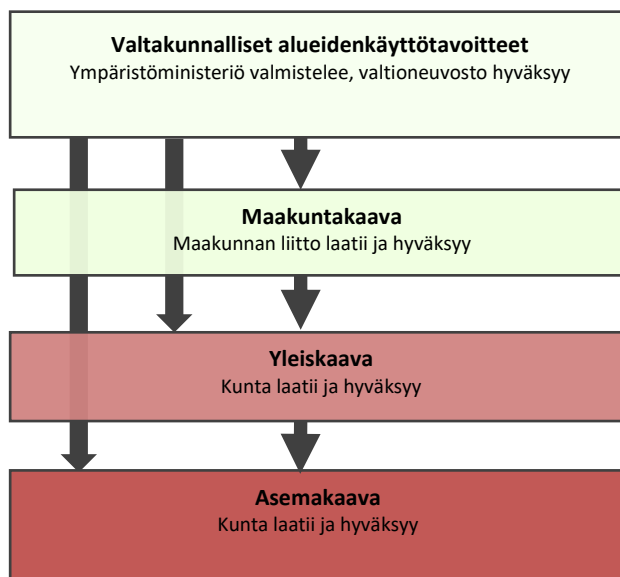 Valtakunnalliset alueidenkäyttötavoitteet
Ympäristöministeriö valmistelee, valtioneuvosto hyväksyy
Maakuntakaava
Maakunnan liitto laatii ja hyväksyy
Yleiskaava
Kunta laatii ja hyväksyy
Asemakaava
Kunta laatii ja hyväksyy